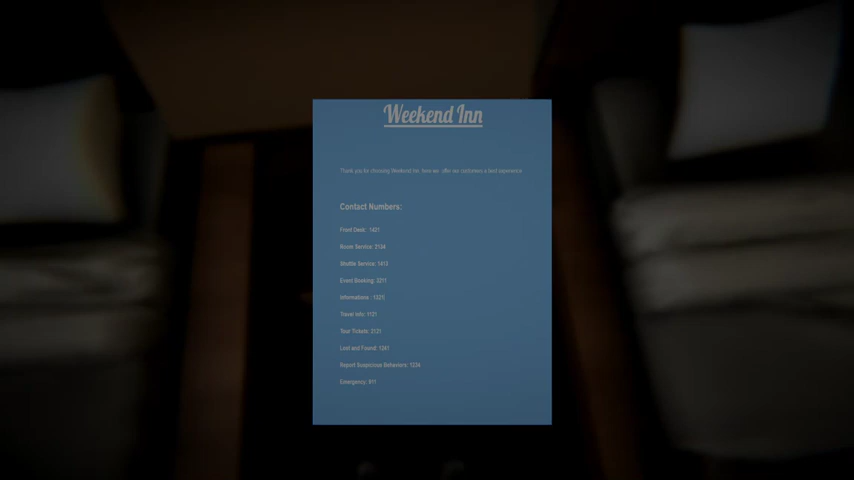 Weekend Inn
Thank you for choosing Weekend Inn, here we offer our customers a best experience
Contact Numbers:
Front Desk: 1421
Room Service: 2134
Shuttle Service: 1413
Event Booking: 2211
Informations : 1321
Travel Info: 1121
Tour Tickets: 2121
Lost and Found: 1341
Report Suspicious Behaviors: 1234
Emergency: 911